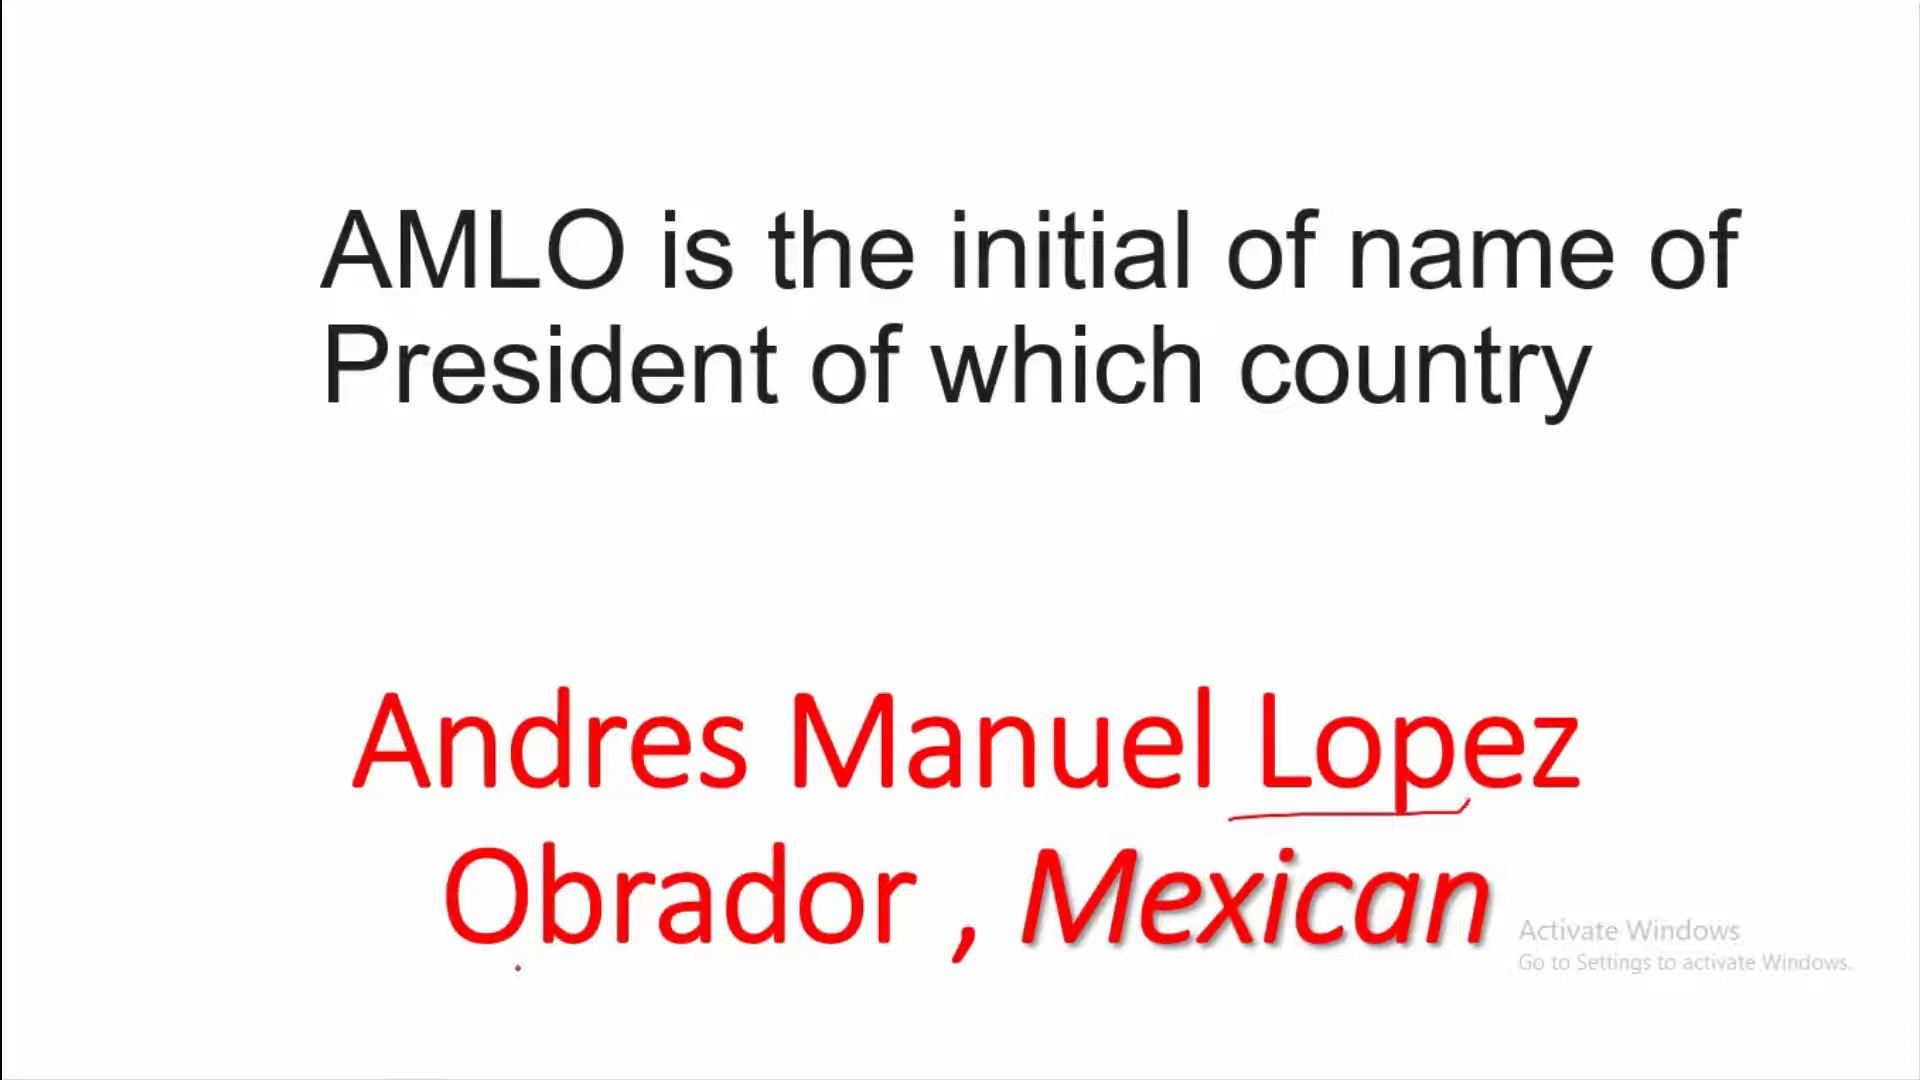 AMLO is the initial of name of
President of which country
Andres Manuel Lopez
Obrador , Mexican
Activate Windows
Go to Settings to activate Windows.